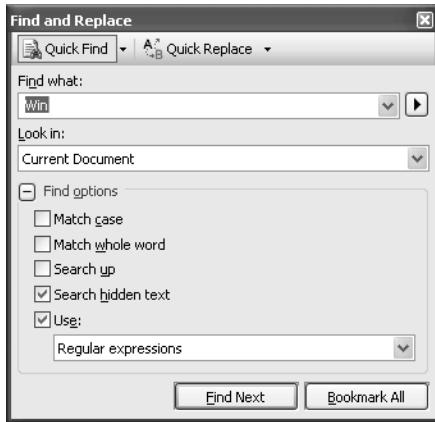 Find and Replace
Quick Find Quick Replace
Find what:
Win
Look in:
Current Document
Find options
Match case
Match whole word
Search up
Search hidden text
Use:
Regular expressions
Find Next Bookmark All